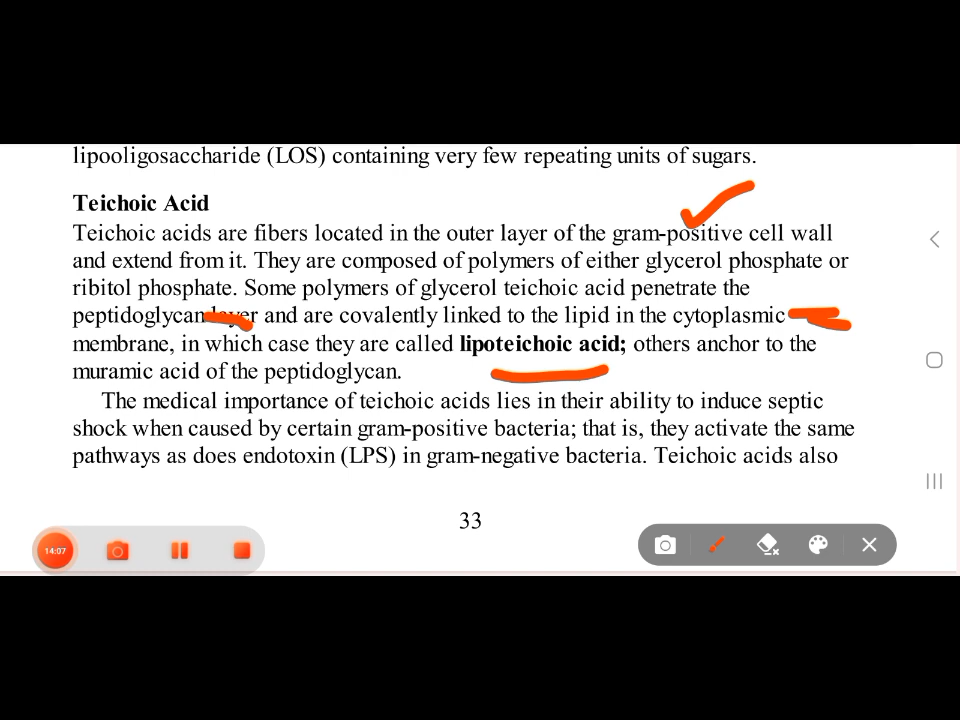 lipooligosaccharide (LOS) containing very few repeating units of sugars.
Teichoic Acid
Teichoic acids are fibers located in the outer layer of the gram-positive cell wall
and extend from it. They are composed of polymers of either glycerol phosphate or
ribitol phosphate. Some polymers of glycerol teichoic acid penetrate the
peptidoglycan layer and are covalently linked to the lipid in the cytoplasmic
membrane, in which case they are called lipoteichoic acid; others anchor to the
muramic acid of the peptidoglycan.
The medical importance of teichoic acids lies in their ability to induce septic
shock when caused by certain gram-positive bacteria; that is, they activate the same
pathways as does endotoxin (LPS) in gram-negative bacteria. Teichoic acids also
33
14:07